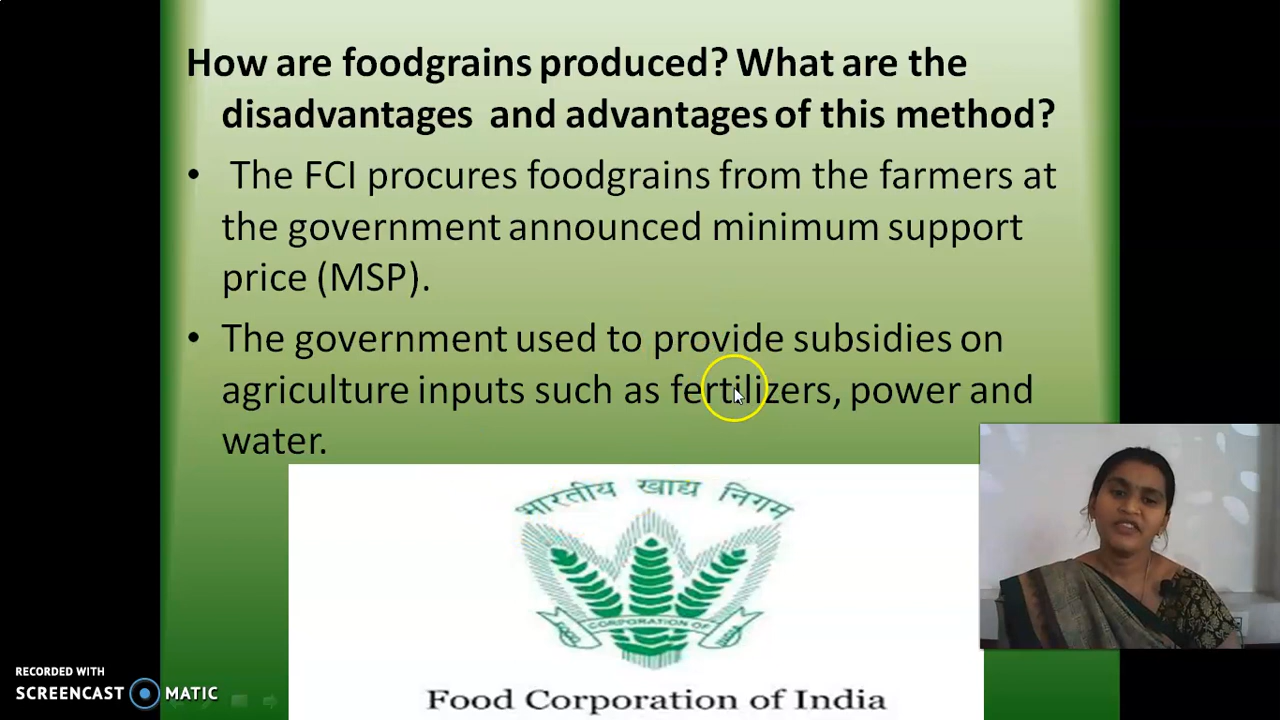 How are foodgrains produced? What are the
disadvantages and advantages of this method?
• The FCI procures foodgrains from the farmers at
the government announced minimum support
price (MSP).
• The government used to provide subsidies on
agriculture inputs such as fertilizers, power and
water.
भारतीय खाद्य निगम
FOOD CORPORATION OF INDIA
Food Corporation of India
RECORDED WITH
SCREENCAST MATIC